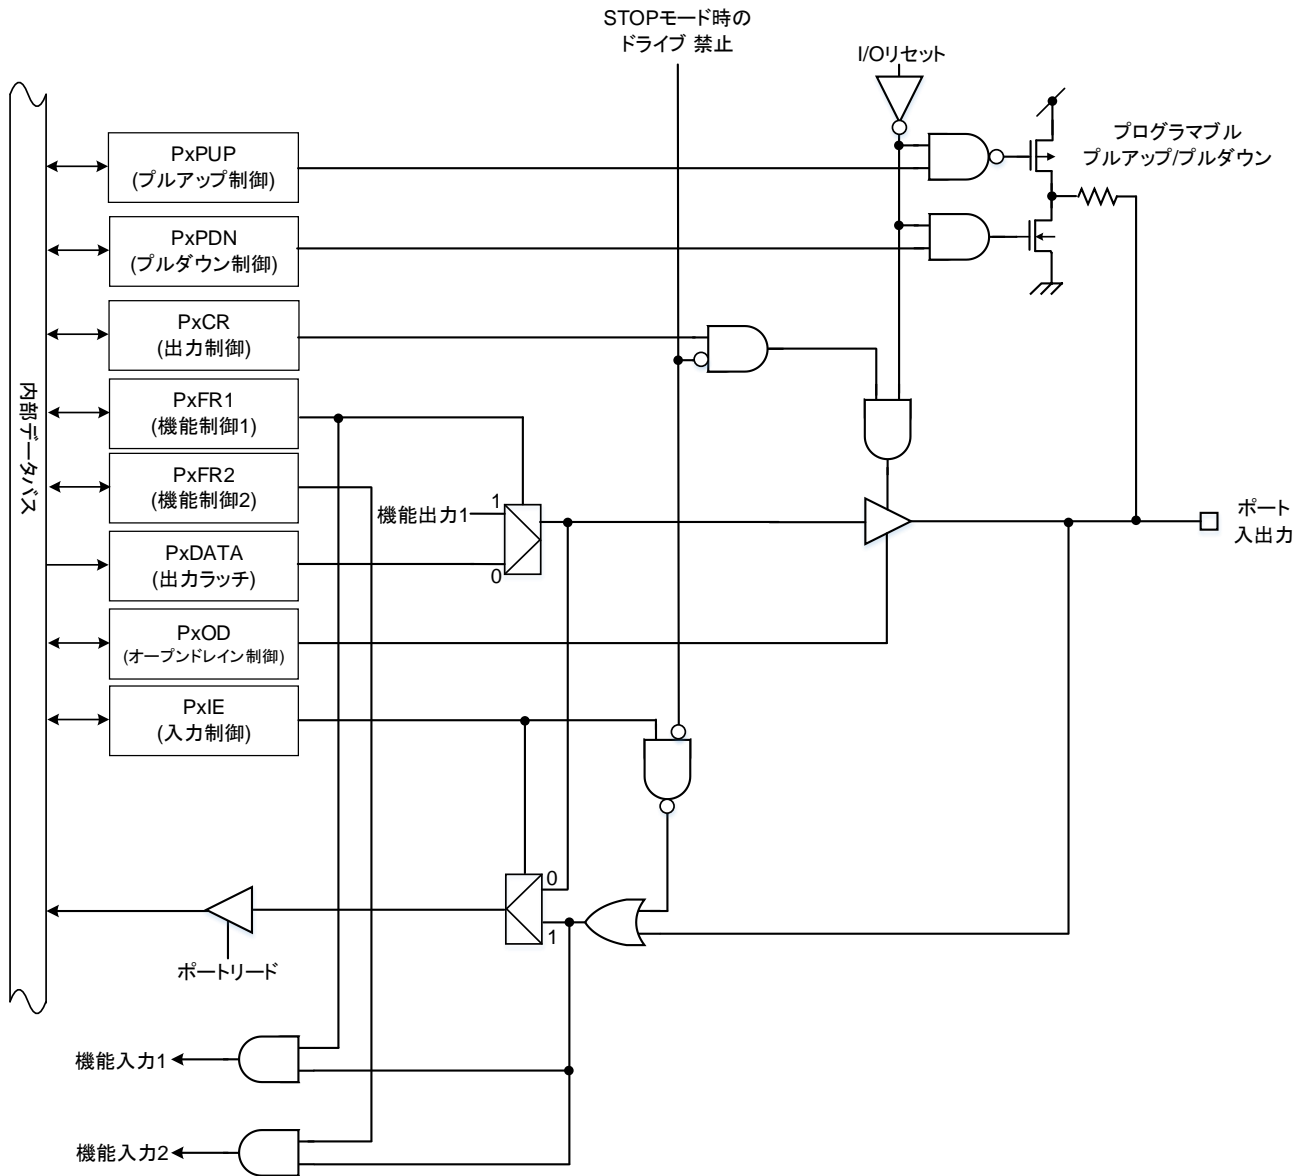 STOPモード時の
ドライブ 禁止
I/Oリセット
プログラマブル
プルアップ/プルダウン
PxPUP
(プルアップ制御)
PxPDN
(プルダウン制御)
PxCR
(出力制御)
内部データバス
PxFR1
(機能制御1)
PxFR2
(機能制御2)
機能出力1
1
0
ポート
入出力
PxDATA
(出力ラッチ)
PxOD
(オープンドレイン制御)
PxIE
(入力制御)
0
1
ポートリード
機能入力1
機能入力2